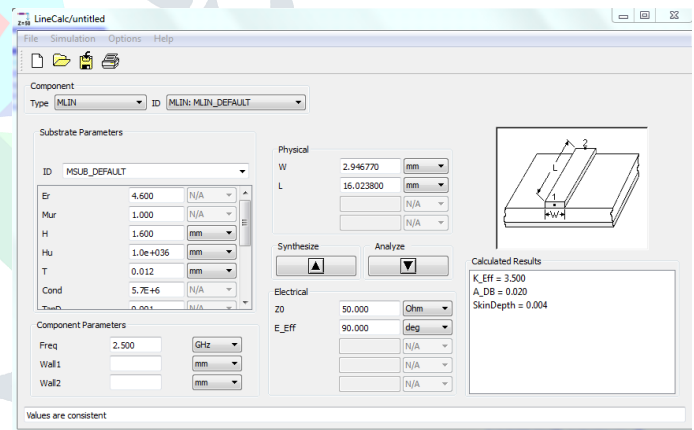 LineCalc/untitled
File Simulation Options Help
Component
Type MLIN ID MLIN: MLIN_DEFAULT
Substrate Parameters
ID MSUB_DEFAULT
Er 4.600 N/A
Mur 1.000 N/A
H 1.600 mm
Hu 1.0e+036 mm
T 0.012 mm
Cond 5.7E+6 N/A
TanD 0.001 N/A
Component Parameters
Freq 2.500 GHz
Wall1 mm
Wall2 mm
Physical
W 2.946770 mm
L 16.023800 mm
N/A
N/A
Synthesize Analyze
Electrical
Z0 50.000 Ohm
E_Eff 90.000 deg
N/A
N/A
N/A
2
L
1
W
Calculated Results
K_Eff = 3.500
A_DB = 0.020
SkinDepth = 0.004
Values are consistent